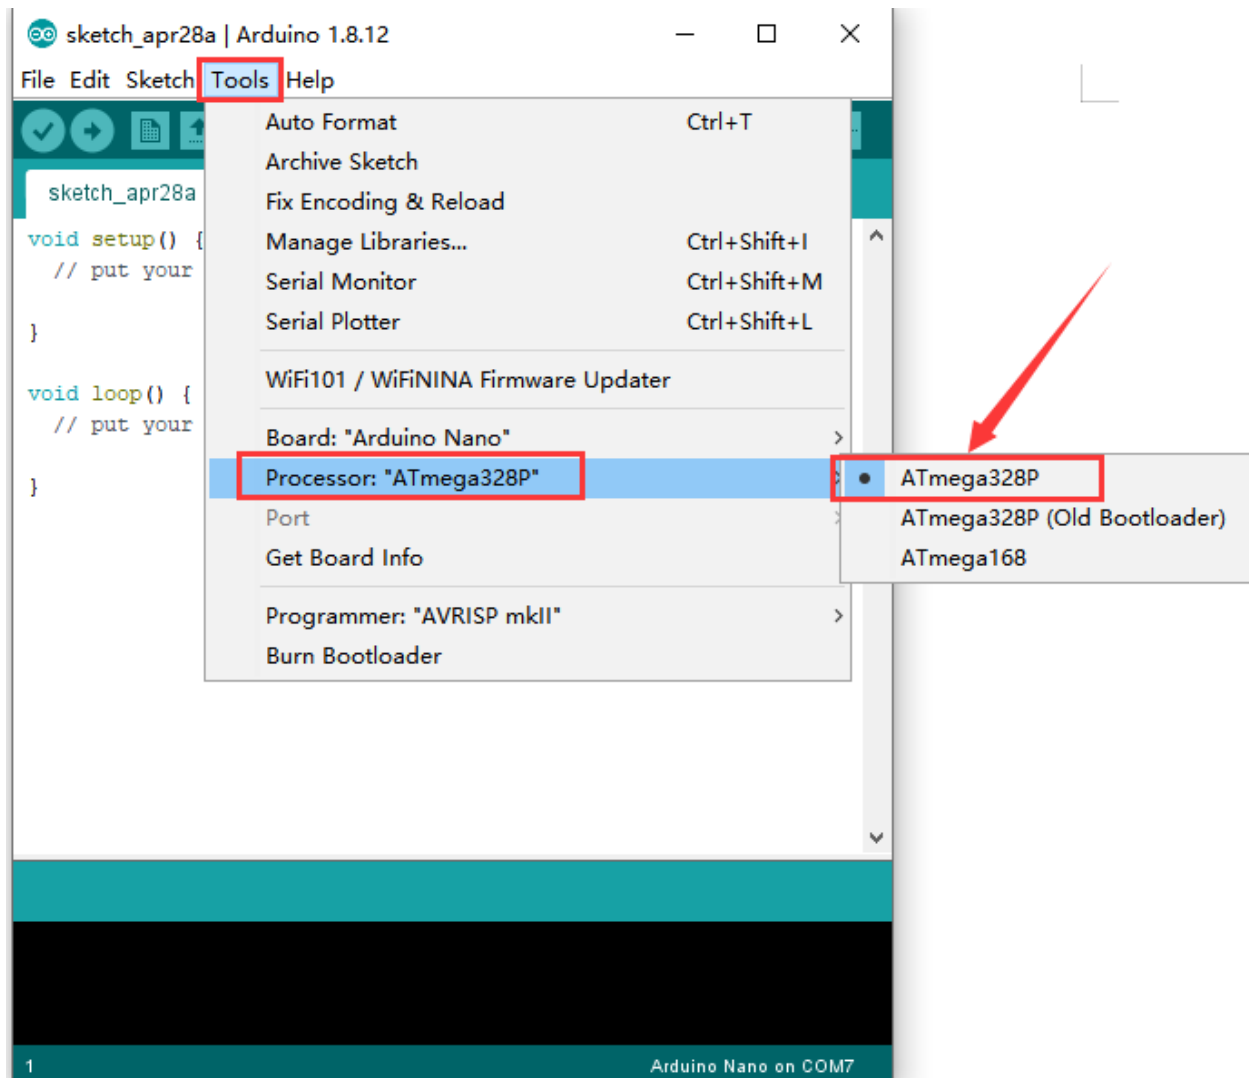 sketch_apr28a | Arduino 1.8.12
File Edit Sketch Tools Help
sketch_apr28a
void setup() {
// put your
}
void loop() {
// put your
}
Auto Format Ctrl+T
Archive Sketch
Fix Encoding & Reload
Manage Libraries... Ctrl+Shift+I
Serial Monitor Ctrl+Shift+M
Serial Plotter Ctrl+Shift+L
WiFi101 / WiFiNINA Firmware Updater
Board: "Arduino Nano"
Processor: "ATmega328P"
Port
Get Board Info
Programmer: "AVRISP mkII"
Burn Bootloader
ATmega328P
ATmega328P (Old Bootloader)
ATmega168
1 Arduino Nano on COM7